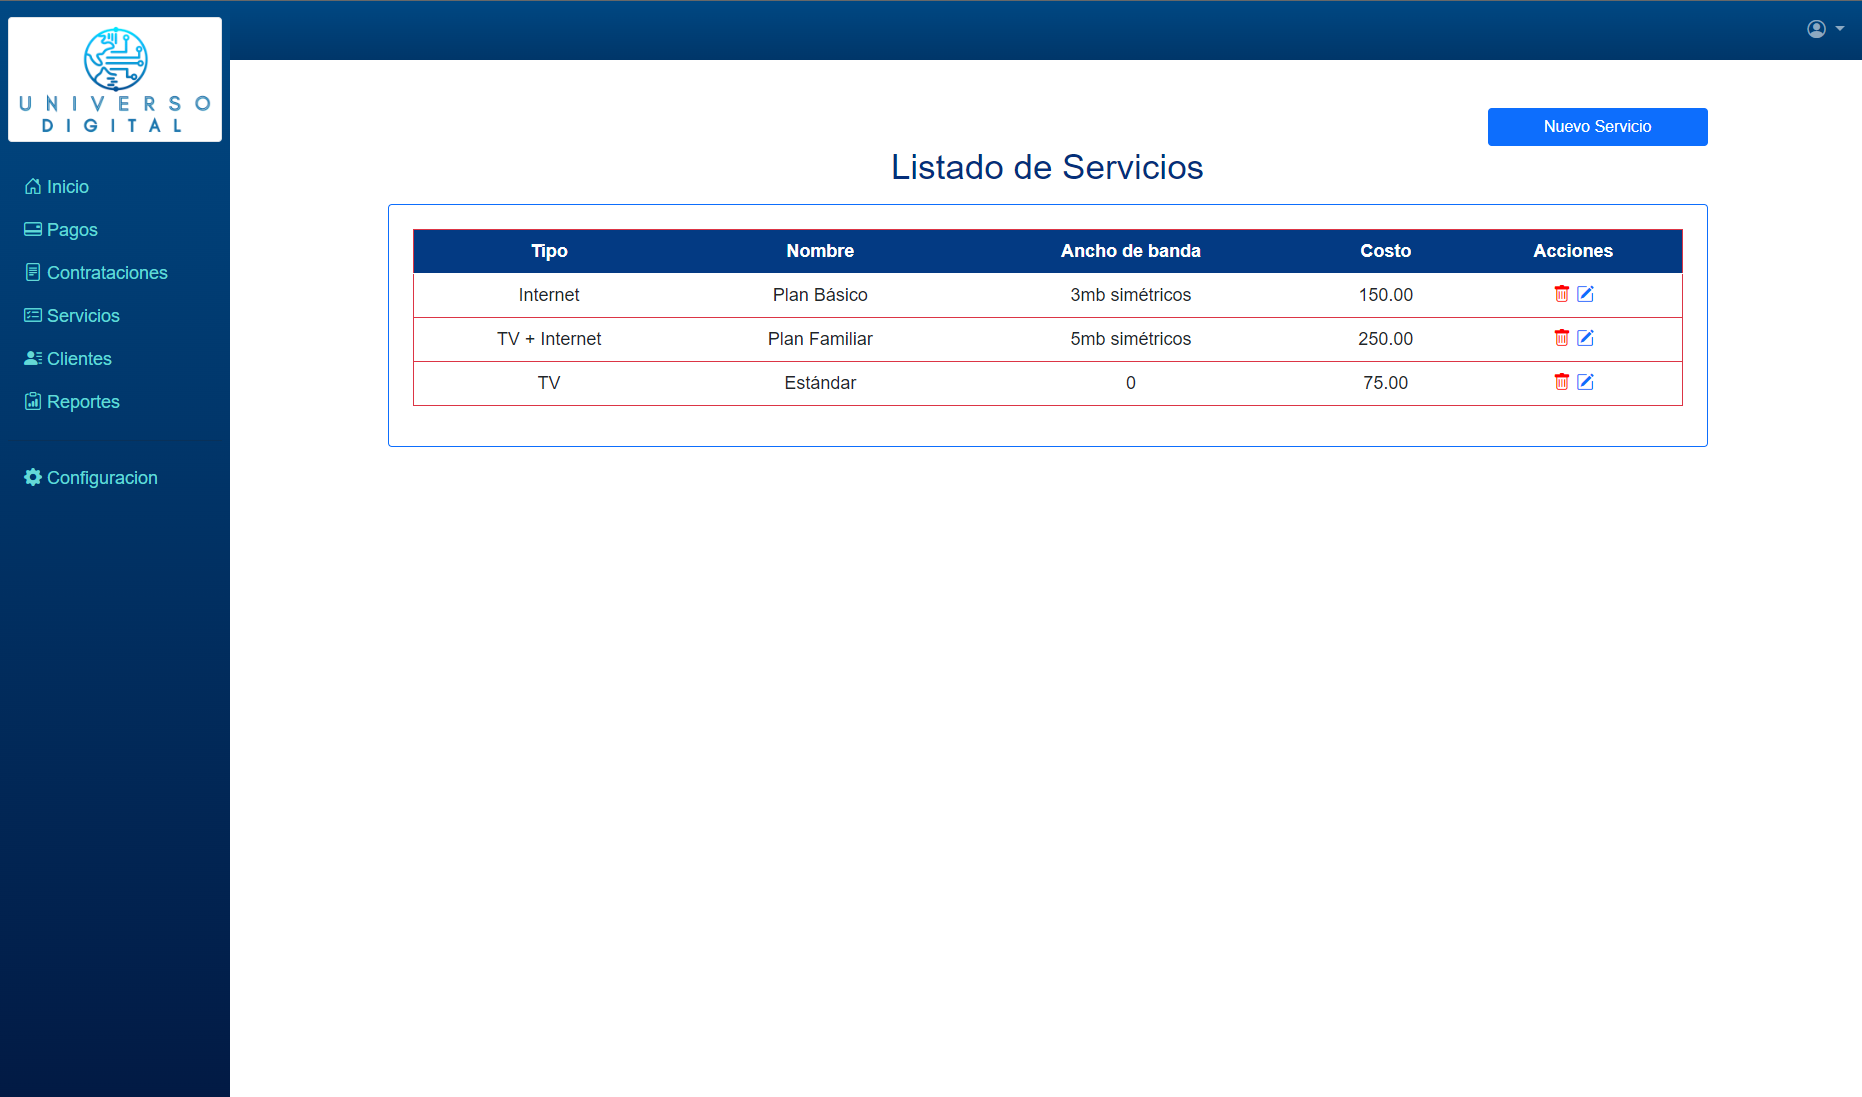 UNIVERSO
DIGITAL
Inicio
Pagos
Contrataciones
Servicios
Clientes
Reportes
Configuracion
Nuevo Servicio
Listado de Servicios
Tipo Nombre Ancho de banda Costo Acciones
Internet Plan Básico 3mb simétricos 150.00
TV + Internet Plan Familiar 5mb simétricos 250.00
TV Estándar 0 75.00